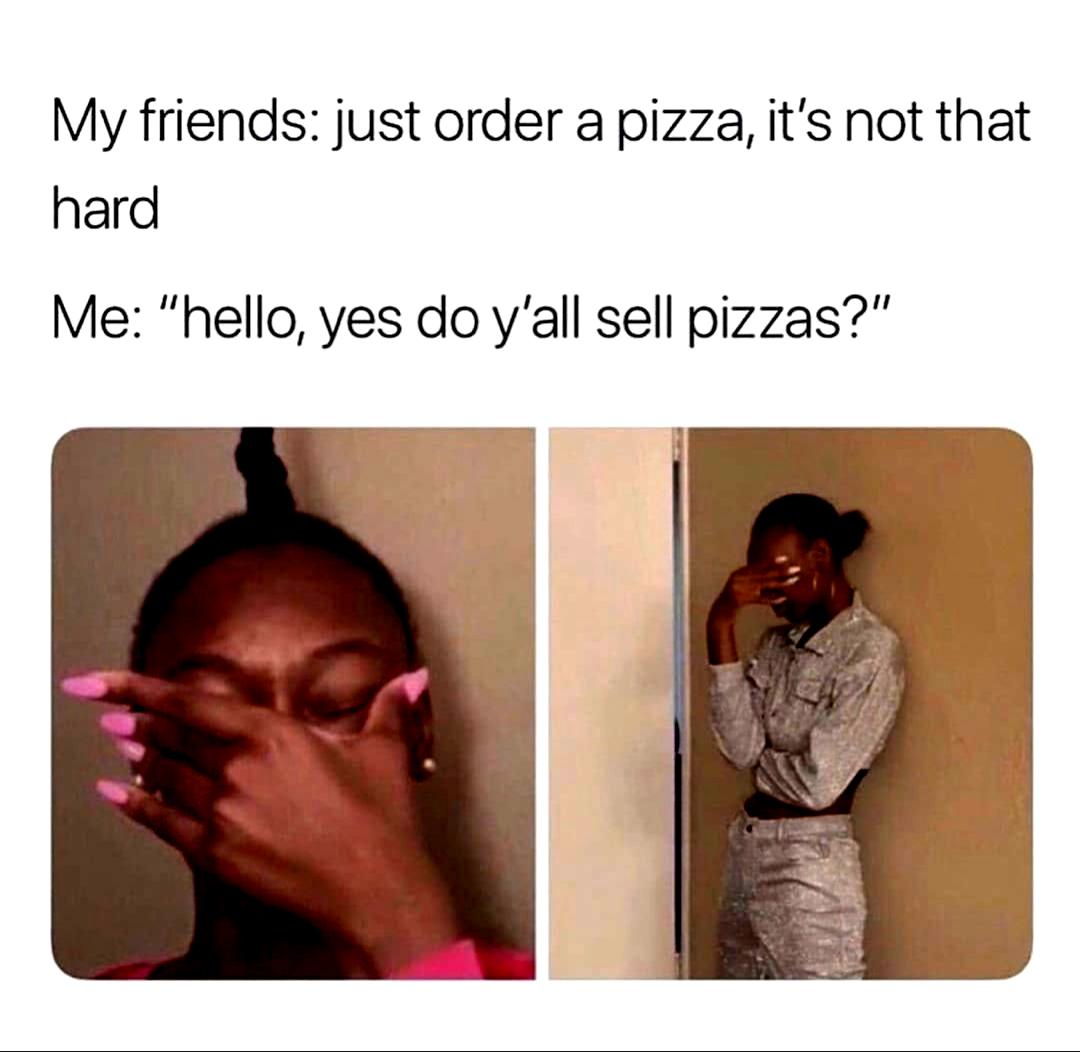 My friends: just order a pizza, it’s not that
hard
Me: “hello, yes do y’all sell pizzas?”